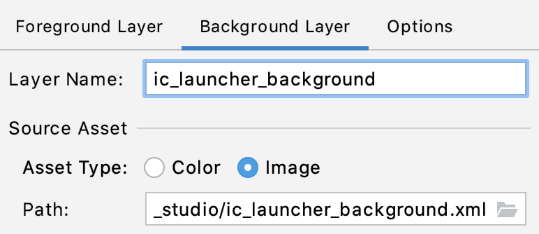 Foreground Layer Background Layer Options
Layer Name: ic_launcher_background
Source Asset
Asset Type: Color Image
Path: _studio/ic_launcher_background.xml